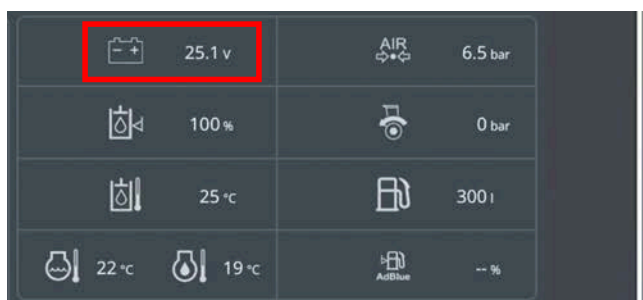 25.1 v
AIR
6.5 bar
100 %
0 bar
25 °C
300 l
22 °C 19 °C
AdBlue
-- %